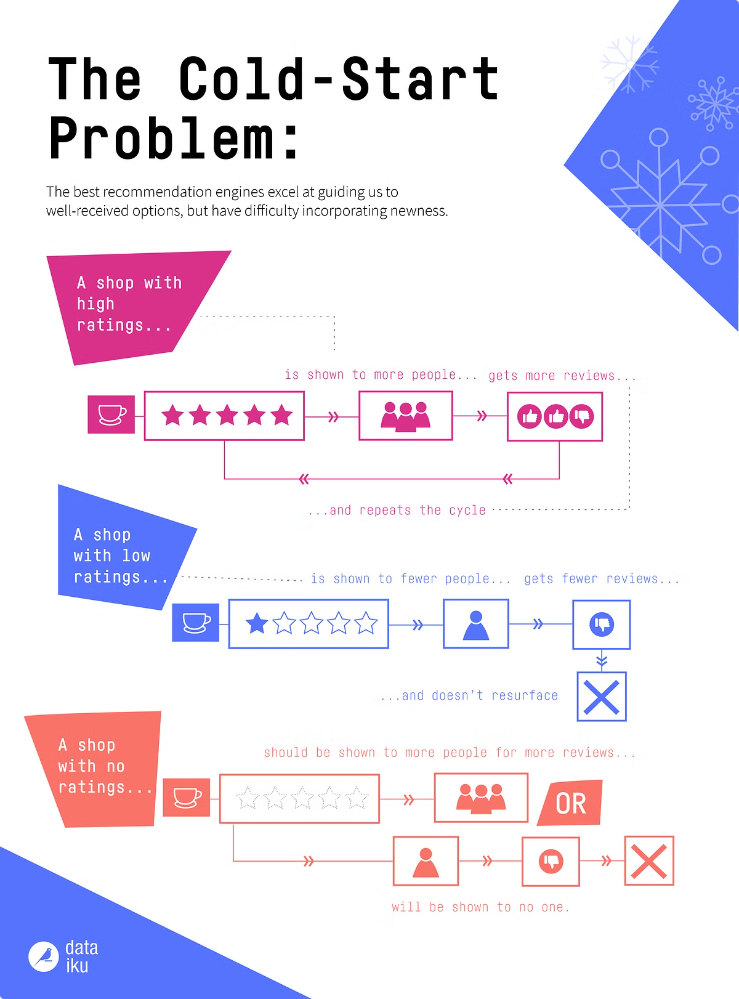 The Cold-Start
Problem:
The best recommendation engines excel at guiding us to
well-received options, but have difficulty incorporating newness.
A shop with
high
ratings...
is shown to more people... gets more reviews...
...and repeats the cycle
A shop
with low
ratings...
is shown to fewer people... gets fewer reviews...
...and doesn't resurface
A shop
with no
ratings...
should be shown to more people for more reviews...
OR
will be shown to no one.
data
iku